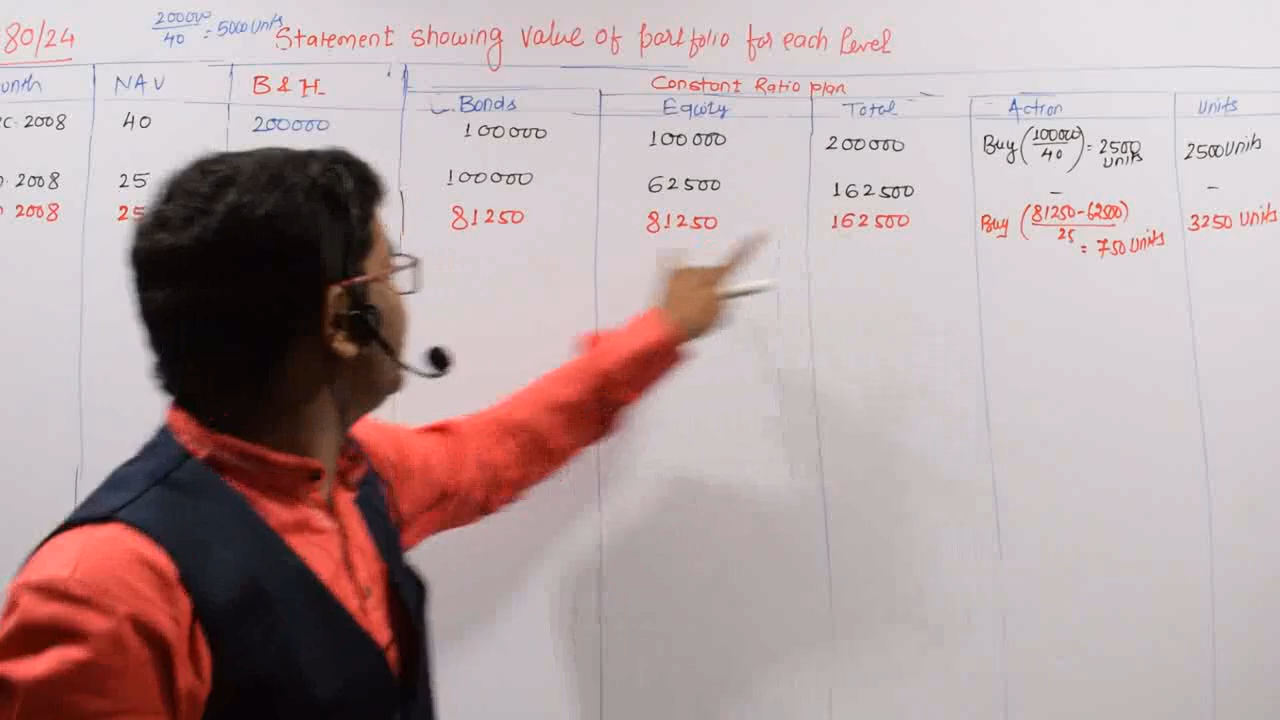 80/24
200000/40 = 5000 Units
Statement showing value of portfolio for each level
onth NAV B & H Constant Ratio plan
Bonds Equity Total Action Units
c. 2008 40 200000 100000 100000 200000 Buy (100000/40) = 2500 units 2500 Units
2008 25 100000 62500 162500 - -
2008 25 81250 81250 162500 Buy (81250-62500)/25 = 750 Units 3250 Units